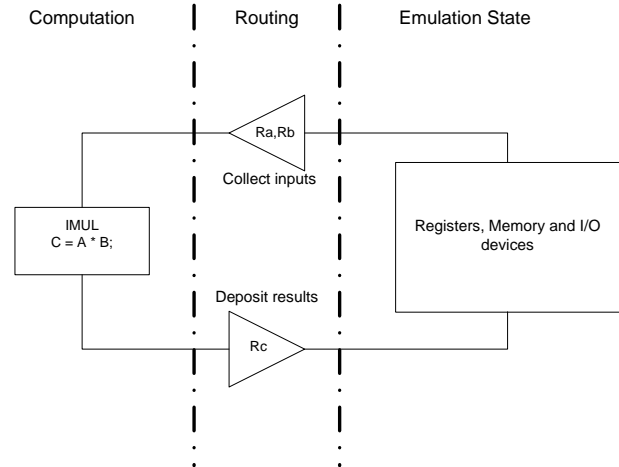 Computation
Routing
Emulation State
Ra,Rb
Collect inputs
IMUL
C = A * B;
Registers, Memory and I/O
devices
Deposit results
Rc